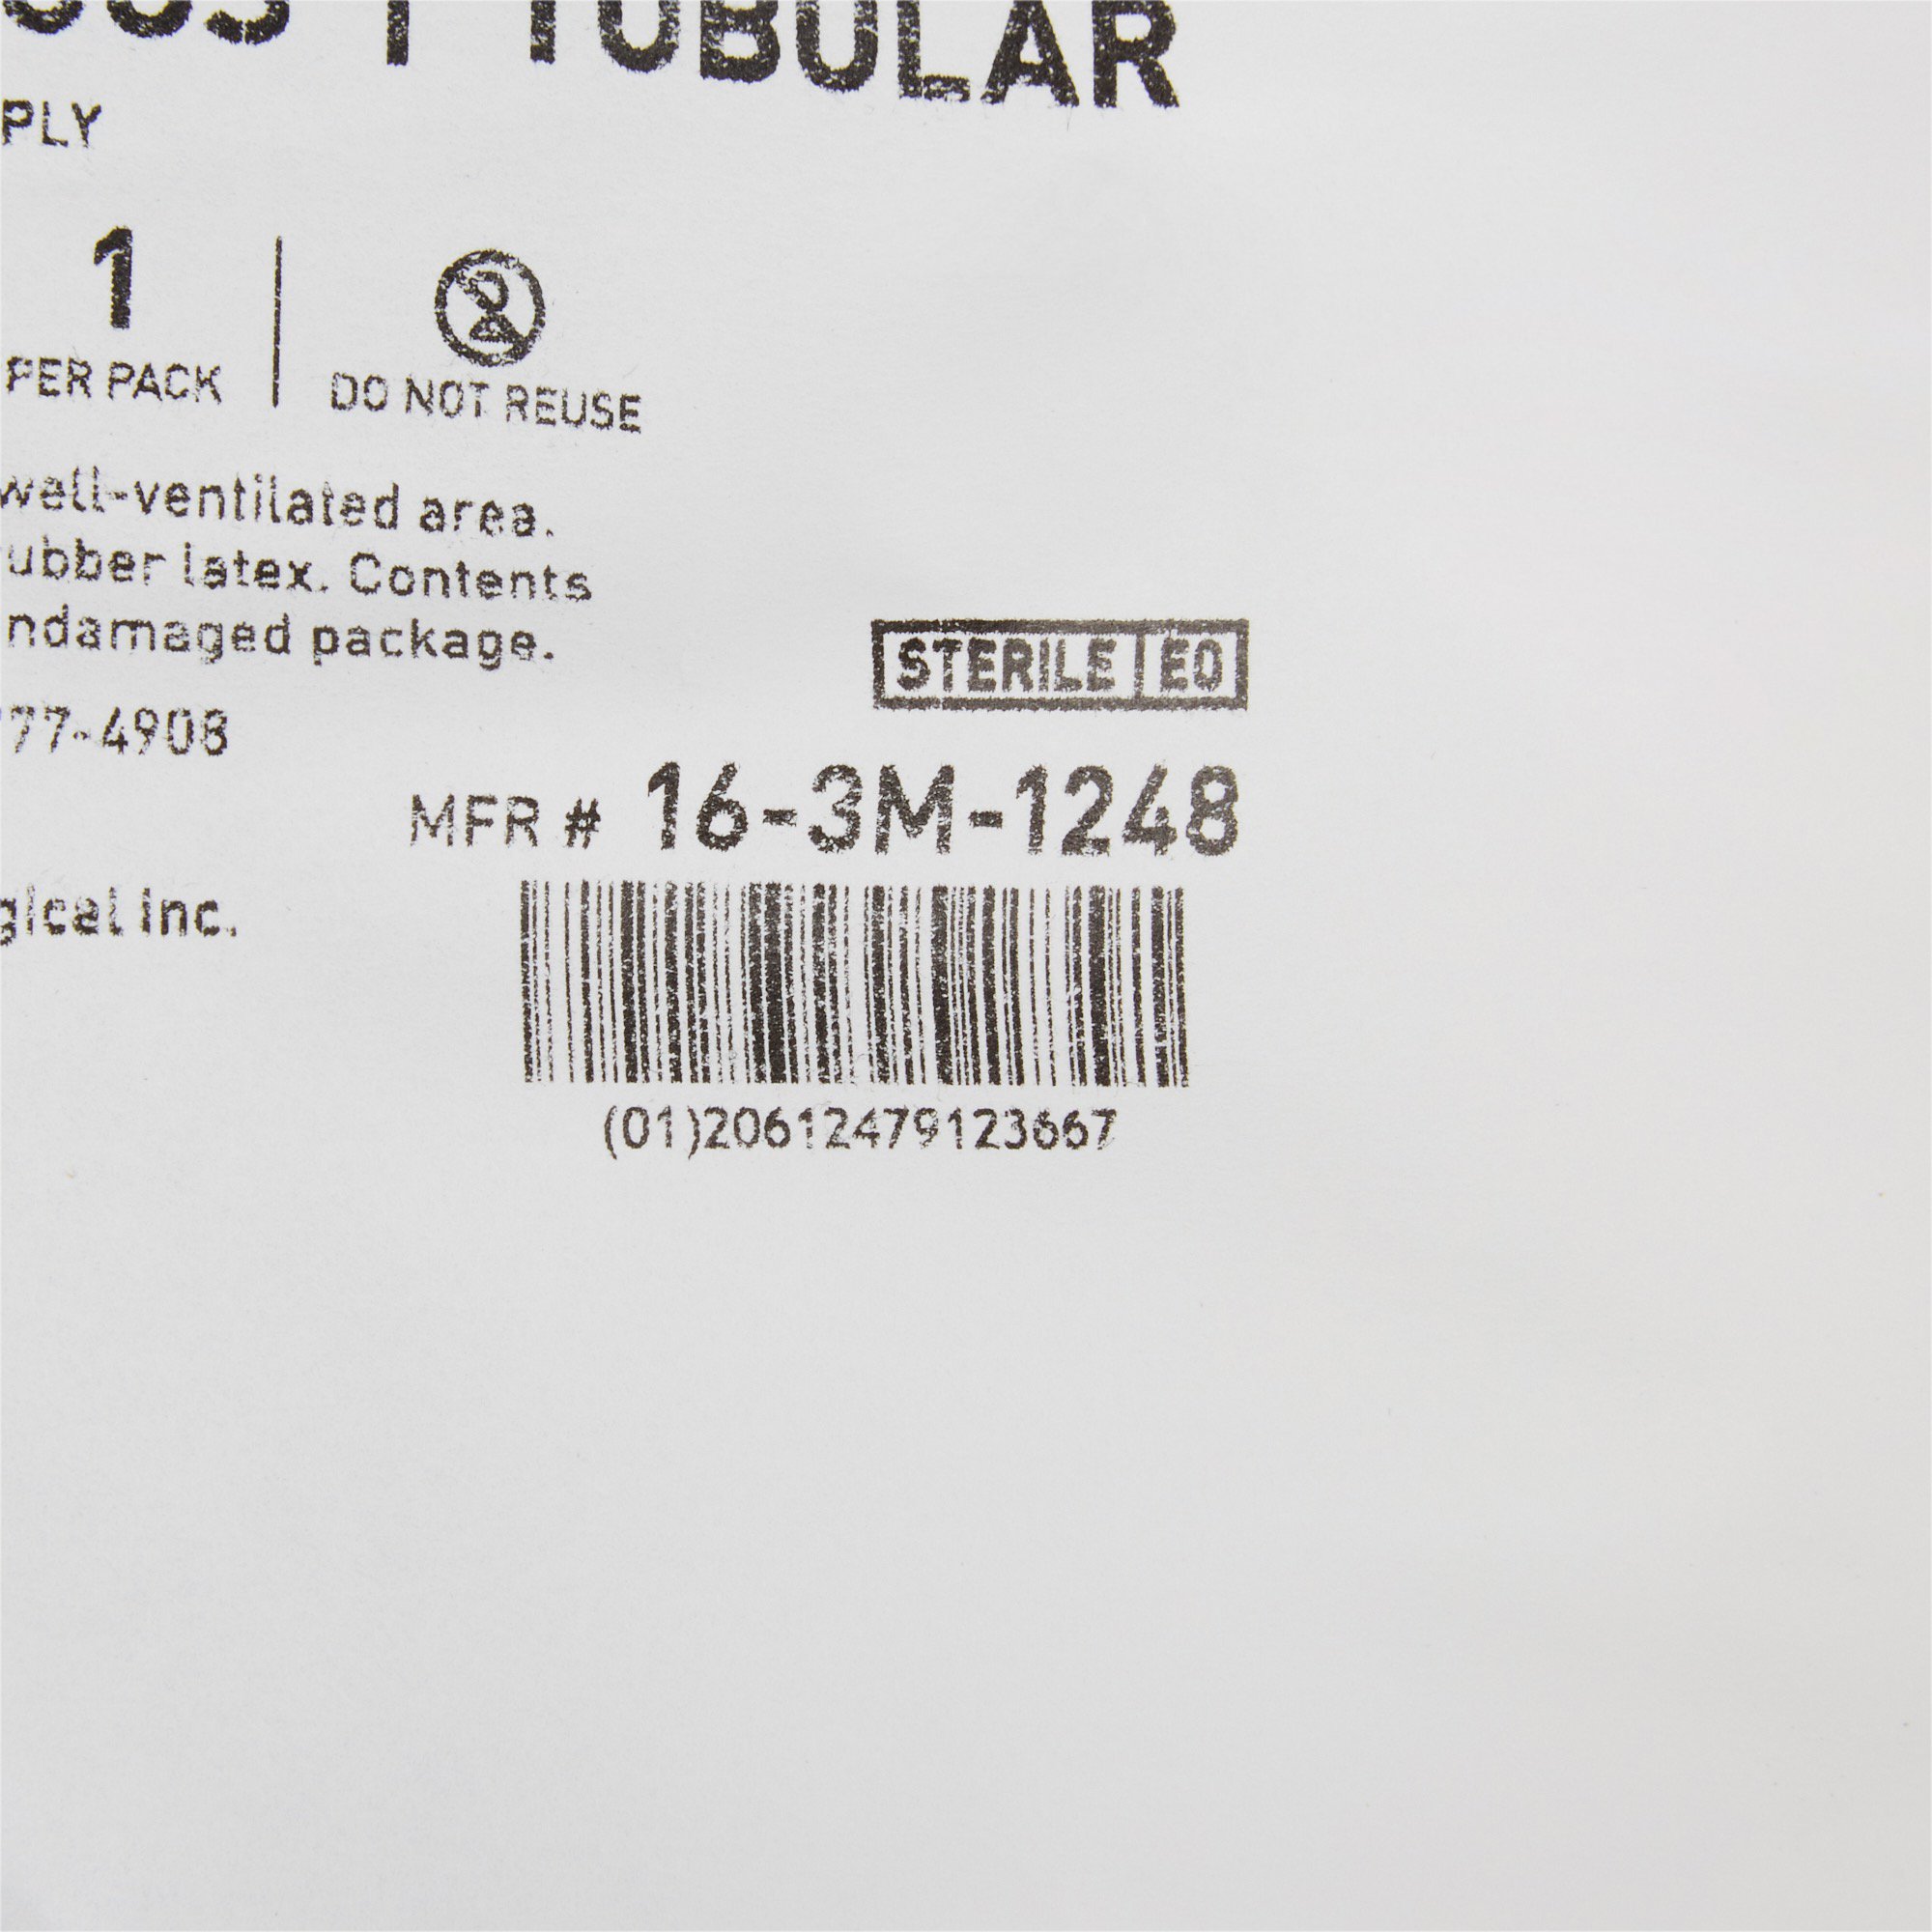 TUBULAR
PLY
1
PER PACK
DO NOT REUSE
well-ventilated area.
ubber latex. Contents
ndamaged package.
STERILE EO
77-4908
MFR # 16-3M-1248
gical Inc.
(01)20612479123667